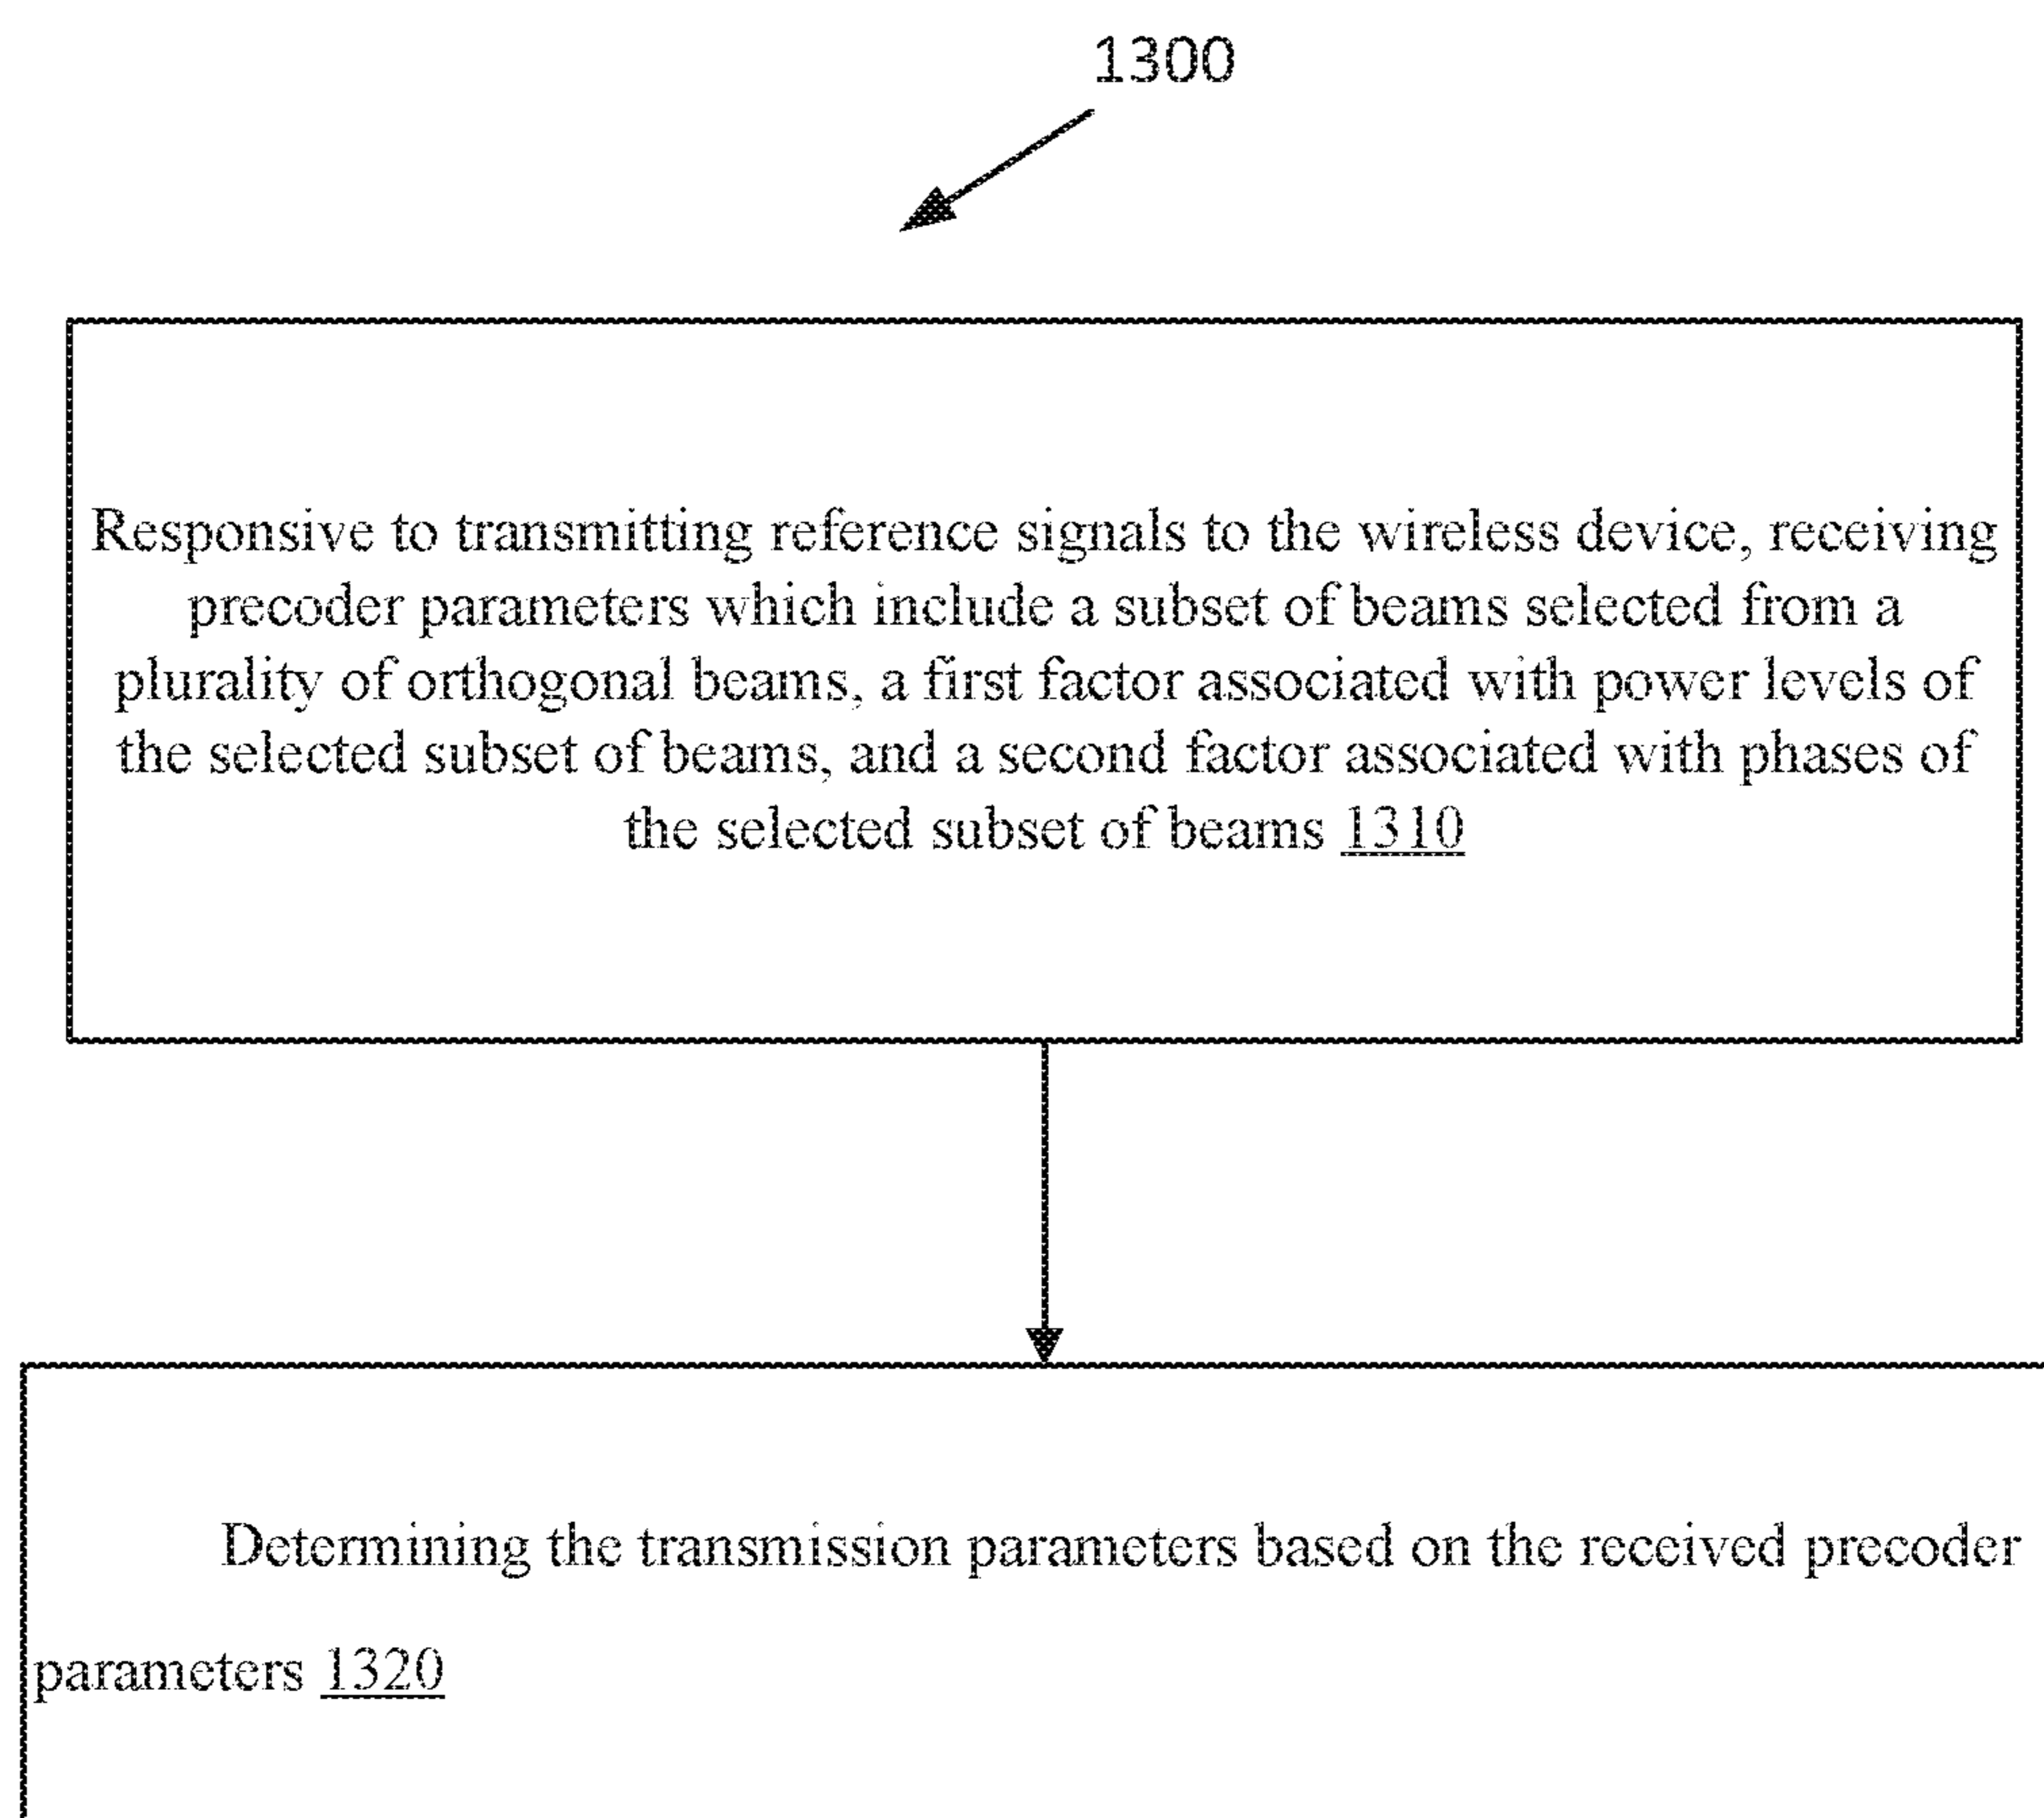 1300
Responsive to transmitting reference signals to the wireless device, receiving
precoder parameters which include a subset of beams selected from a
plurality of orthogonal beams, a first factor associated with power levels of
the selected subset of beams, and a second factor associated with phases of
the selected subset of beams 1310
Determining the transmission parameters based on the received precoder
parameters 1320